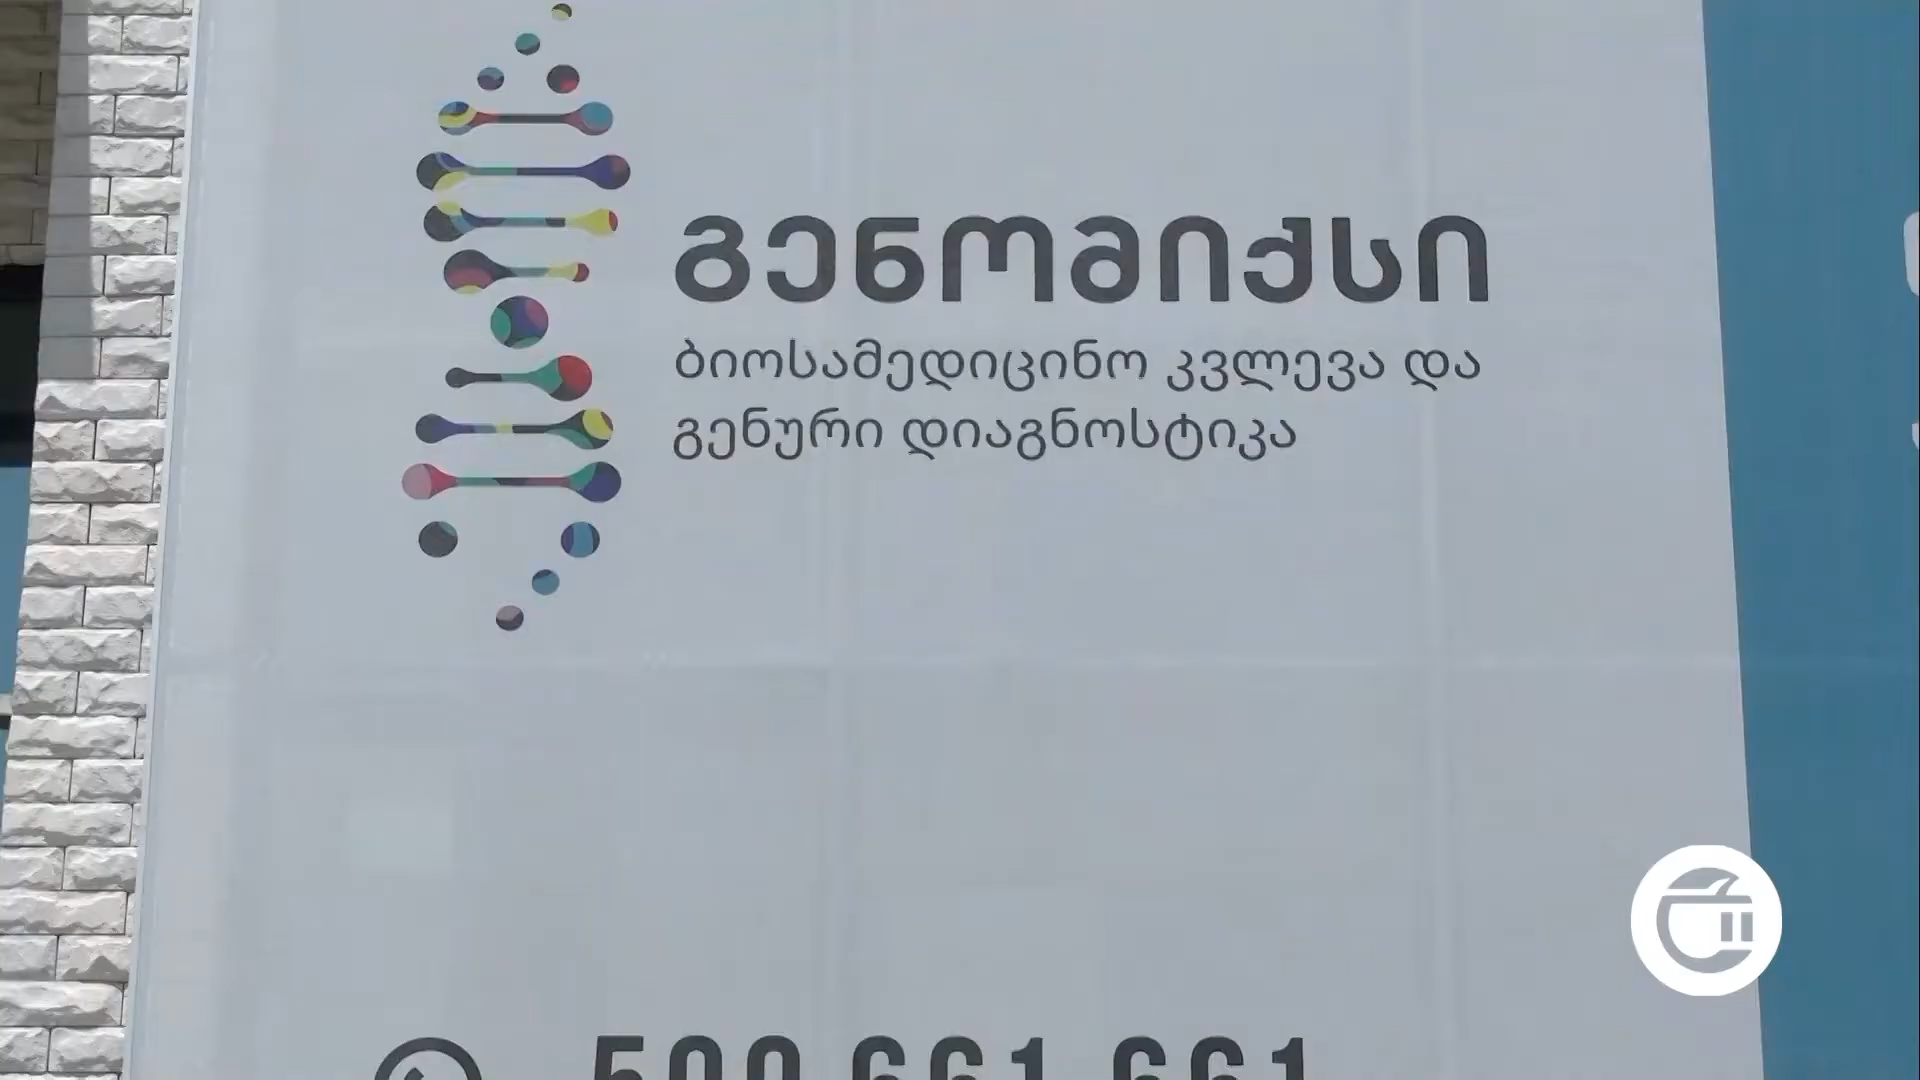 გენომიქსი
ბიოსამედიცინო კვლევა და
გენური დიაგნოსტიკა